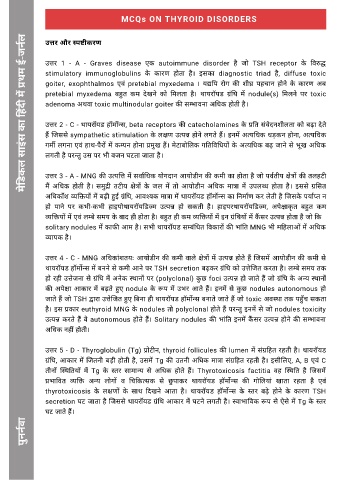 MCQs ON THYROID DISORDERS
मेडिकल साइंस का हिंदी में प्रथम ई-जर्नल
उत्तर और स्पष्टीकरण
उत्तर 1 - A - Graves disease एक autoimmune disorder है जो TSH receptor के विरुद्ध
stimulatory immunoglobulins के कारण होता है। इसका diagnostic triad है, diffuse toxic
goiter, exophthalmos एवं pretebial myxedema । यद्यपि रोग की शीघ्र पहचान होने के कारण अब
pretebial myxedema बहुत कम देखने को मिलता है। थायरॉयड ग्रंथि में nodule(s) मिलने पर toxic
adenoma अथवा toxic multinodular goiter की सम्भावना अधिक होती है।
उत्तर 2 - C - थायरॉयड हॉर्मोन्स, beta receptors की catecholamines के प्रति संवेदनशीलता को बढ़ा देते
हैं जिससे sympathetic stimulation के लक्षण उत्पन्न होने लगते हैं। इनमें अत्यधिक धड़कन होना, अत्यधिक
गर्मी लगना एवं हाथ-पैरों में कम्पन होना प्रमुख हैं। मेटाबोलिक गतिविधियों के अत्यधिक बढ़ जाने से भूख अधिक
लगती है परन्तु उस पर भी वजन घटता जाता है।
उत्तर 3 - A - MNG की उत्पत्ति में सर्वाधिक योगदान आयोडीन की कमी का होता है जो पर्वतीय क्षेत्रों की तलहटी
में अधिक होती है। समुद्री तटीय क्षेत्रों के जल में तो आयोडीन अधिक मात्रा में उपलब्ध होता है। इससे ग्रसित
अधिकाँश व्यक्तियों में बढ़ी हुई ग्रंथि, आवश्यक मात्रा में थायरॉयड हॉर्मोन्स का निर्माण कर लेती है जिसके पर्याप्त न
हो पाने पर कभी-कभी हाइपोथायरॉयडिज्म उत्पन्न हो सकती है। हाइपरथायरॉयडिज्म, अपेक्षाकृत बहुत कम
व्यक्तियों में एवं लम्बे समय के बाद ही होता है। बहुत ही कम व्यक्तियों में इन ग्रंथियों में कैंसर उत्पन्न होता है जो कि
solitary nodules में काफी आम है। सभी थायरॉयड सम्बंधित विकारों की भांति MNG भी महिलाओं में अधिक
व्यापक है।
उत्तर 4 - C - MNG अधिकांशतः आयोडीन की कमी वाले क्षेत्रों में उत्पन्न होते हैं जिसमें आयोडीन की कमी से
थायरॉयड हॉर्मोन्स में बनने से कमी आने पर TSH secretion बढ़कर ग्रंथि को उत्तेजित करता है। लम्बे समय तक
हो रही उत्तेजना से ग्रंथि में अनेक स्थानों पर (polyclonal) कुछ foci उत्पन्न हो जाते हैं जो ग्रंथि के अन्य स्थानों
की अपेक्षा आकार में बढ़ते हुए nodule के रूप में उभर आते हैं। इनमें से कुछ nodules autonomous हो
जाते हैं जो TSH द्वारा उत्तेजित हुए बिना ही थायरॉयड हॉर्मोन्स बनाते जाते हैं जो toxic अवस्था तक पहुँच सकता
है। इस प्रकार euthyroid MNG के nodules तो polyclonal होते हैं परन्तु इनमें से जो nodules toxicity
उत्पन्न करते हैं वे autonomous होते हैं। Solitary nodules की भांति इनमें कैंसर उत्पन्न होने की सम्भावना
अधिक नहीं होती।
उत्तर 5 - D - Thyroglobulin (Tg) प्रोटीन, thyroid follicules की lumen में संग्रहित रहती है। थायरॉयड
ग्रंथि, आकार में जितनी बड़ी होती है, उसमें Tg की उतनी अधिक मात्रा संग्रहित रहती है। इसीलिए, A, B एवं C
तीनों स्थितियों में Tg के स्तर सामान्य से अधिक होते हैं। Thyrotoxicosis factitia वह स्थिति है जिसमें
प्रभावित व्यक्ति अन्य लोगों व चिकित्सक से छुपाकर थायरॉयड हॉर्मोन्स की गोलियां खाता रहता है एवं
thyrotoxicosis के लक्षणों के साथ दिखने आता है। थायरॉयड हॉर्मोन्स के स्तर बढ़े होने के कारण TSH
secretion घट जाता है जिससे थायरॉयड ग्रंथि आकार में घटने लगती है। स्वाभाविक रूप से ऐसे में Tg के स्तर
घट जाते हैं।
पुनर्नवा